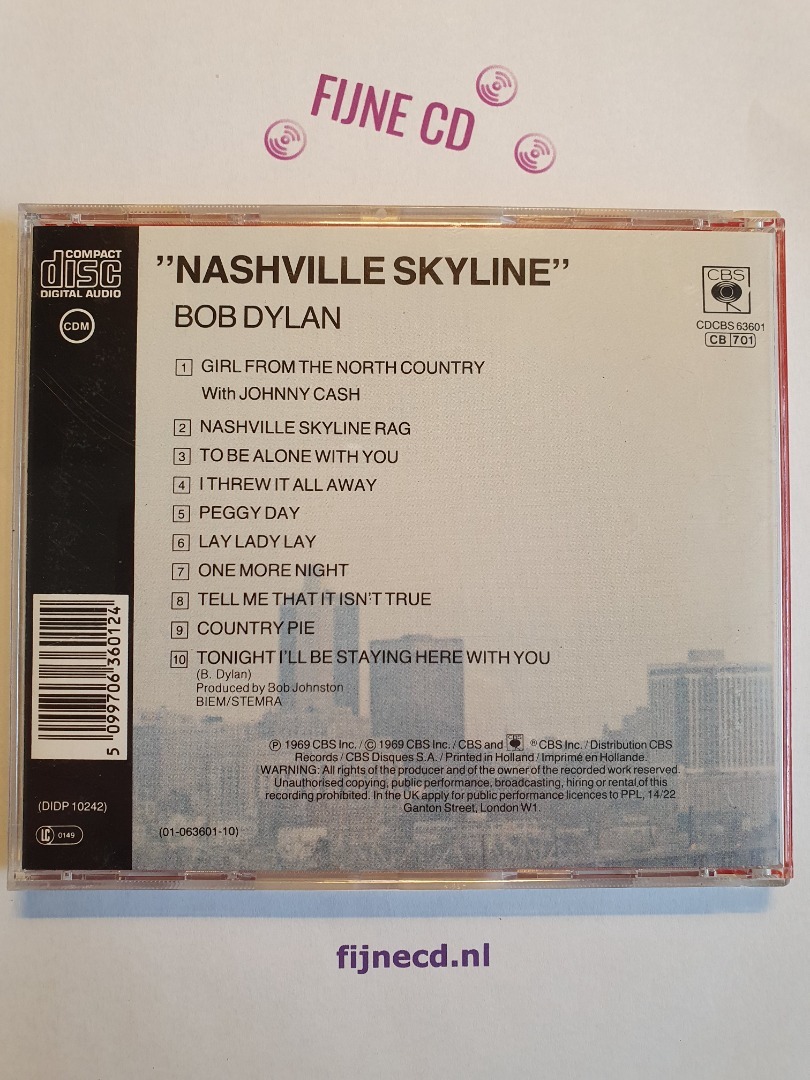 FIJNE CD
COMPACT
disc
DIGITAL AUDIO
CDM
"NASHVILLE SKYLINE"
BOB DYLAN
CBS
CDCBS 63601
CB 701
1 GIRL FROM THE NORTH COUNTRY
With JOHNNY CASH
2 NASHVILLE SKYLINE RAG
3 TO BE ALONE WITH YOU
4 I THREW IT ALL AWAY
5 PEGGY DAY
6 LAY LADY LAY
7 ONE MORE NIGHT
8 TELL ME THAT IT ISN'T TRUE
9 COUNTRY PIE
10 TONIGHT I'LL BE STAYING HERE WITH YOU
(B. Dylan)
Produced by Bob Johnston
BIEM/STEMRA
5 099706 360124
℗ 1969 CBS Inc. / © 1969 CBS Inc. / CBS and ® CBS Inc. / Distribution CBS
Records / CBS Disques S.A. / Printed in Holland / Imprimé en Hollande.
WARNING: All rights of the producer and of the owner of the recorded work reserved.
Unauthorised copying, public performance, broadcasting, hiring or rental of this
recording prohibited. In the UK apply for public performance licences to PPL, 14/22
Ganton Street, London W1.
(DIDP 10242)
LC 0149
(01-063601-10)
fijnecd.nl